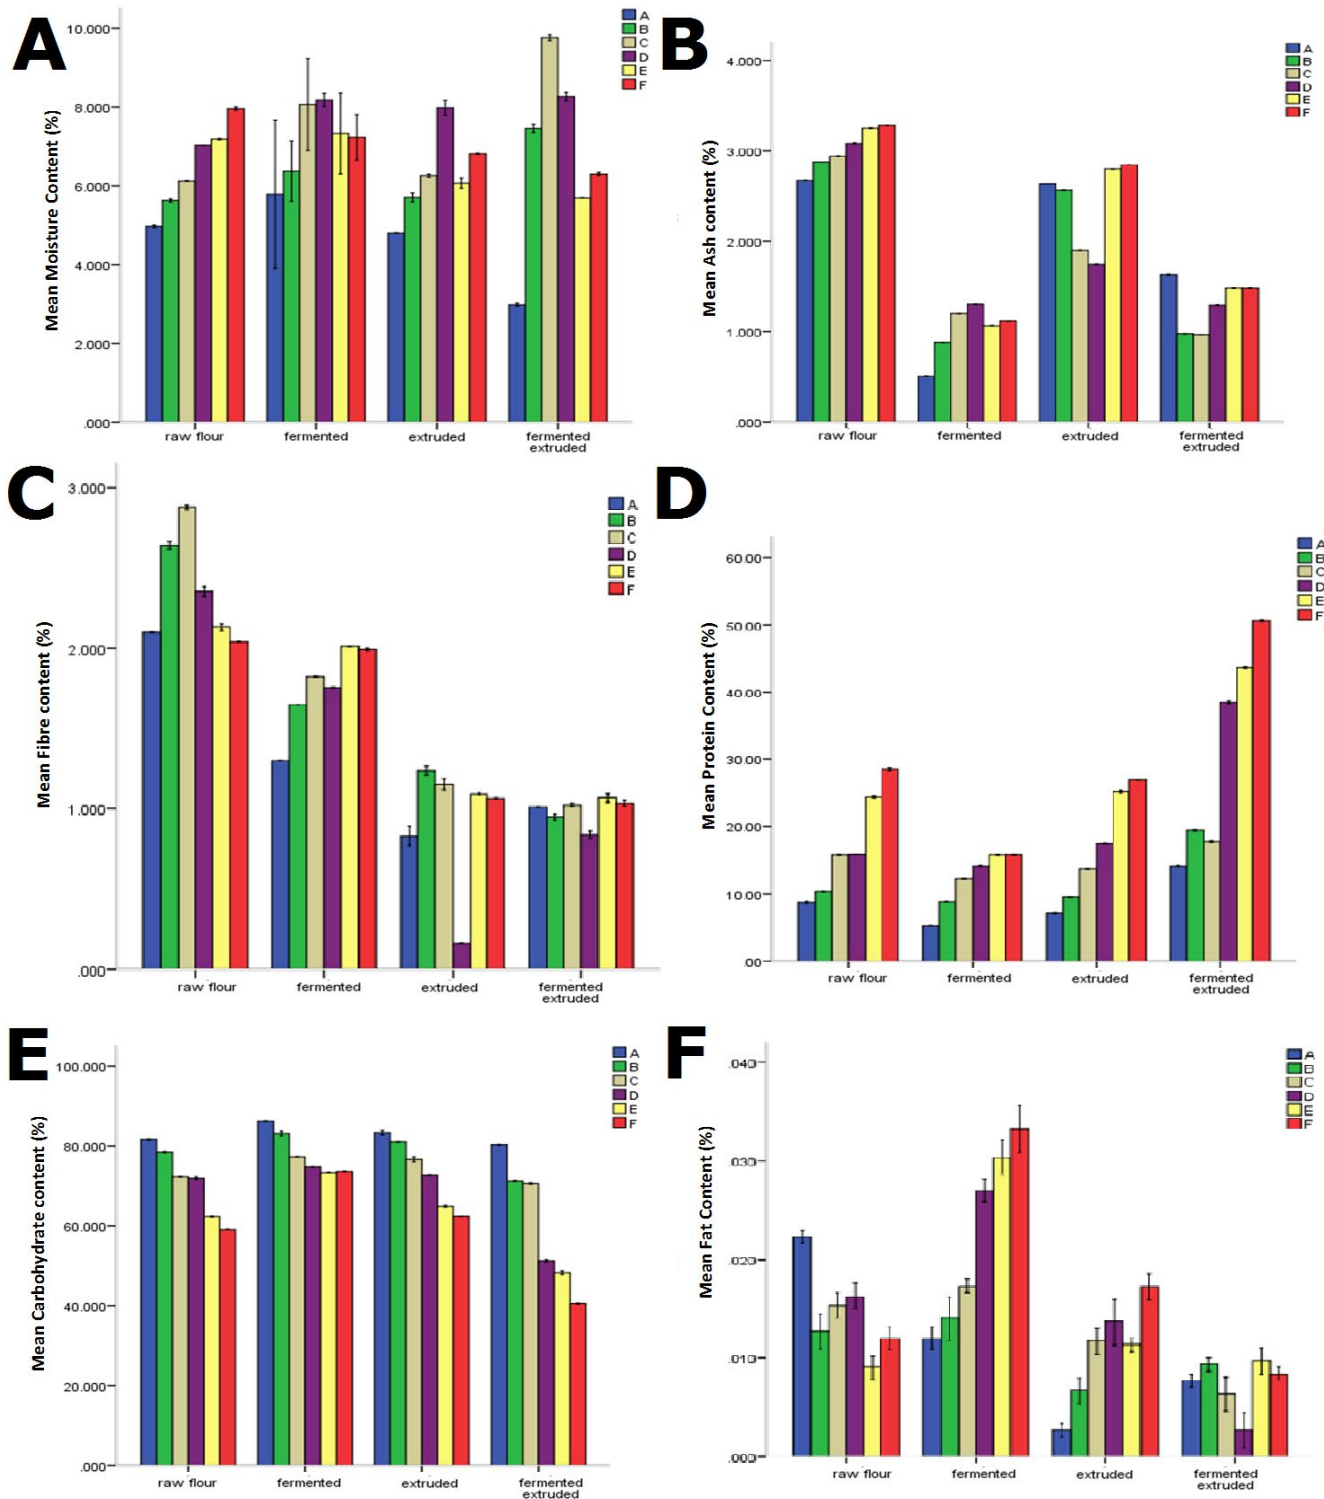 A
Mean Moisture Content (%)
10.000
8.000
6.000
4.000
2.000
.000
raw flour
fermented
extruded
fermented
extruded
A
B
C
D
E
F
B
Mean Ash content (%)
4.000
3.000
2.000
1.000
.000
raw flour
fermented
extruded
fermented
extruded
A
B
C
D
E
F
C
Mean Fibre content (%)
3.000
2.000
1.000
.000
raw flour
fermented
extruded
fermented
extruded
A
B
C
D
E
F
D
Mean Protein Content (%)
60.00
50.00
40.00
30.00
20.00
10.00
.00
raw flour
fermented
extruded
fermented
extruded
A
B
C
D
E
F
E
Mean Carbohydrate content (%)
100.000
80.000
60.000
40.000
20.000
.000
raw flour
fermented
extruded
fermented
extruded
A
B
C
D
E
F
F
Mean Fat Content (%)
.040
.030
.020
.010
.000
raw flour
fermented
extruded
fermented
extruded
A
B
C
D
E
F